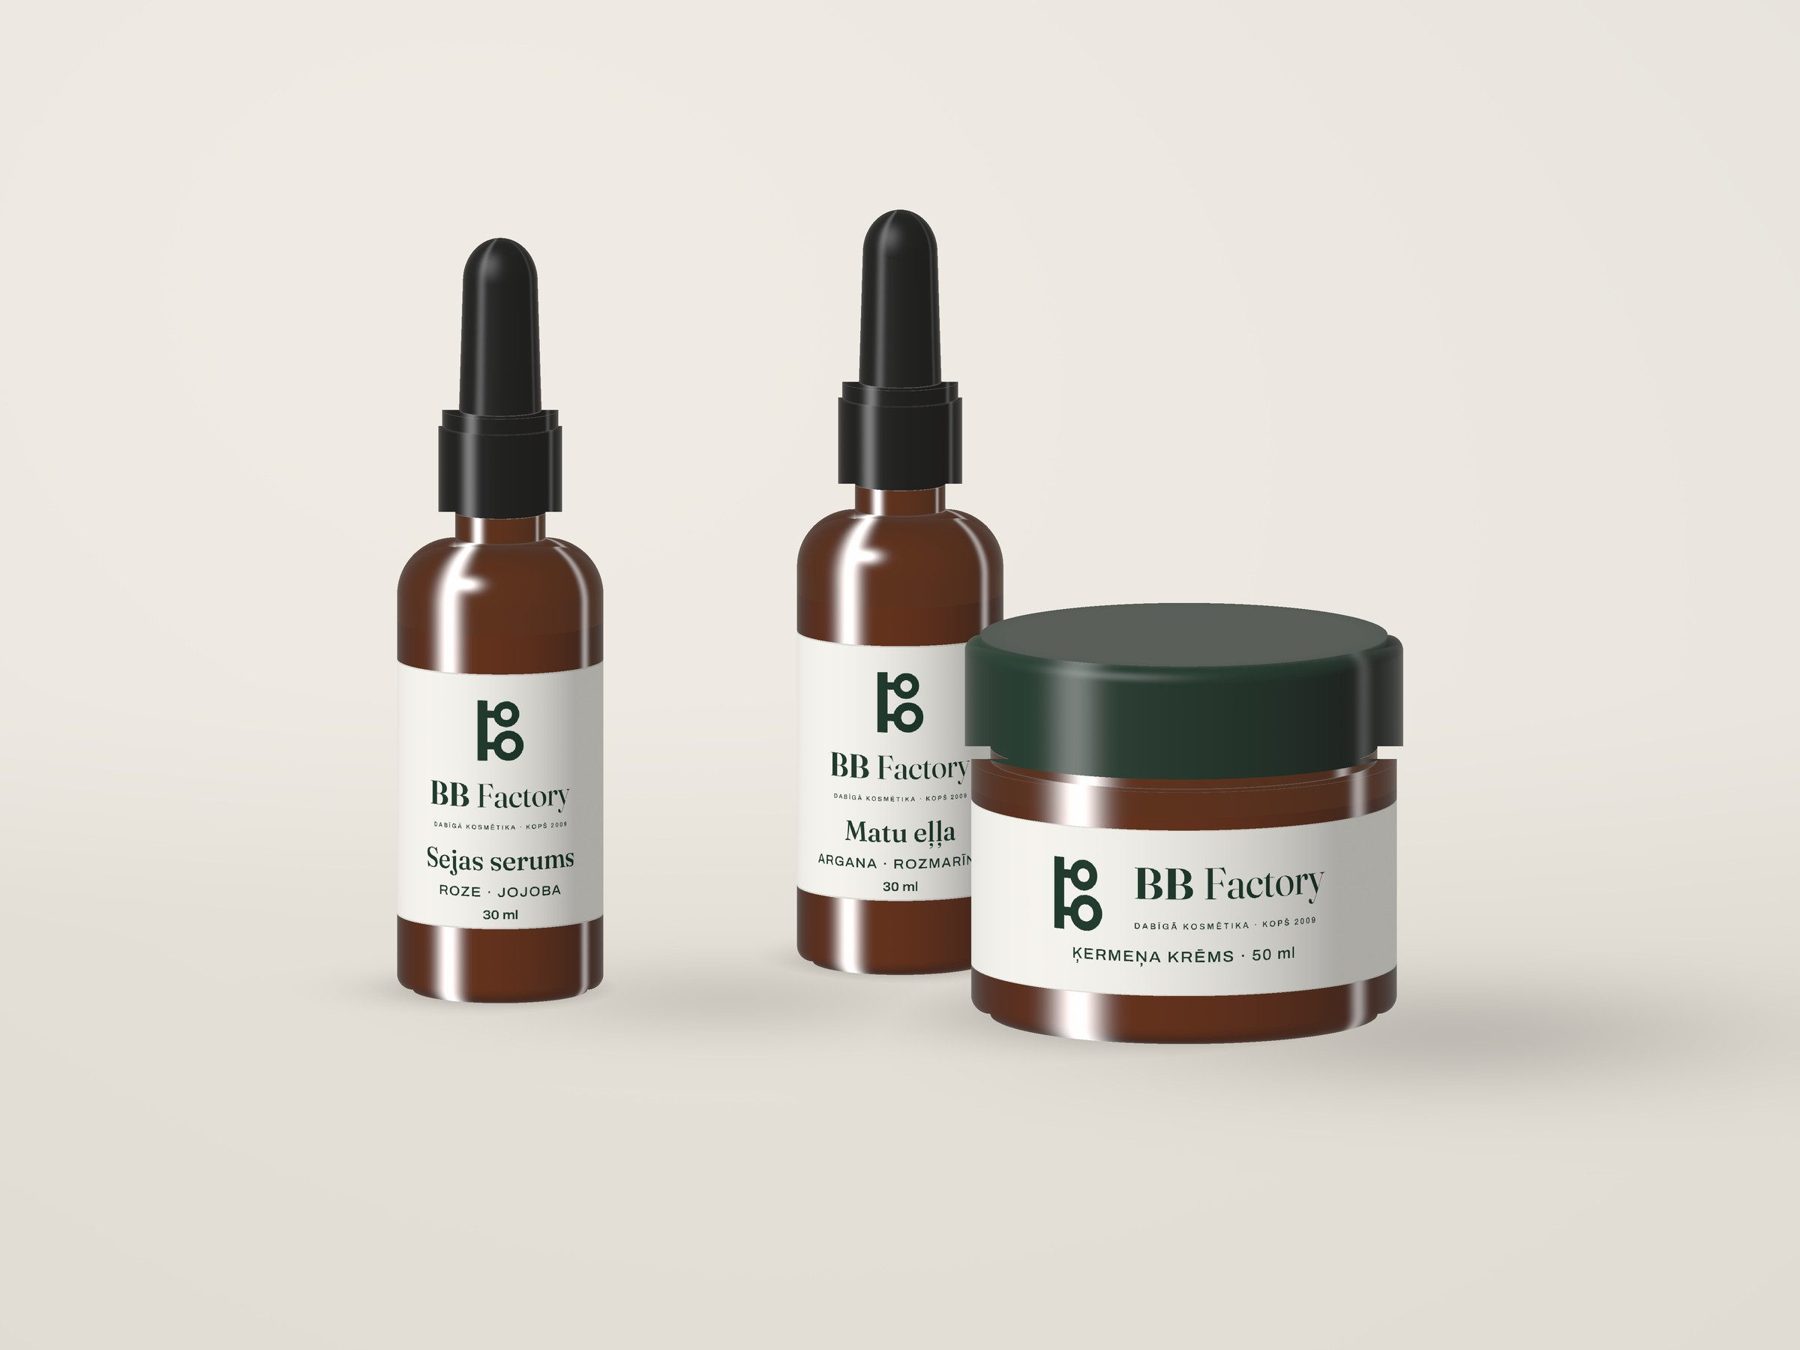 BB Factory
DABĪGĀ KOSMĒTIKA · KOPŠ 2009
Sejas serums
ROZE · JOJOBA
30 ml
BB Factory
DABĪGĀ KOSMĒTIKA · KOPŠ 2009
Matu eļļa
ARGANA · ROZMARĪN
30 ml
BB Factory
DABĪGĀ KOSMĒTIKA · KOPŠ 2009
ĶERMEŅA KRĒMS · 50 ml